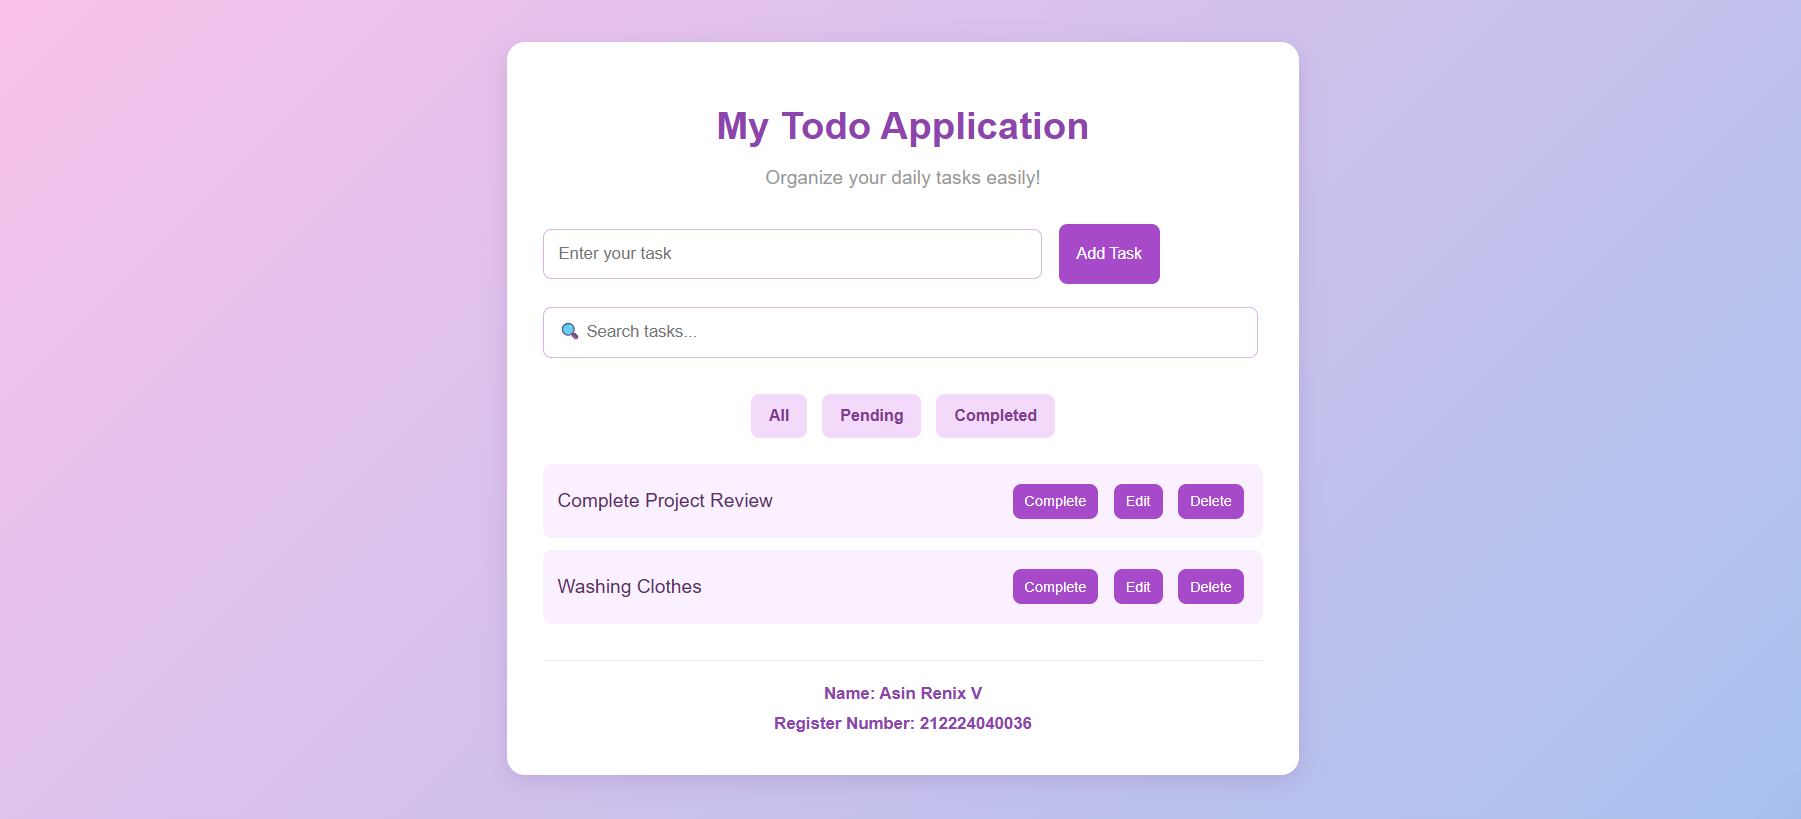 My Todo Application
Organize your daily tasks easily!
Enter your task
Add Task
🔍 Search tasks...
All Pending Completed
Complete Project Review Complete Edit Delete
Washing Clothes Complete Edit Delete
Name: Asin Renix V
Register Number: 212224040036